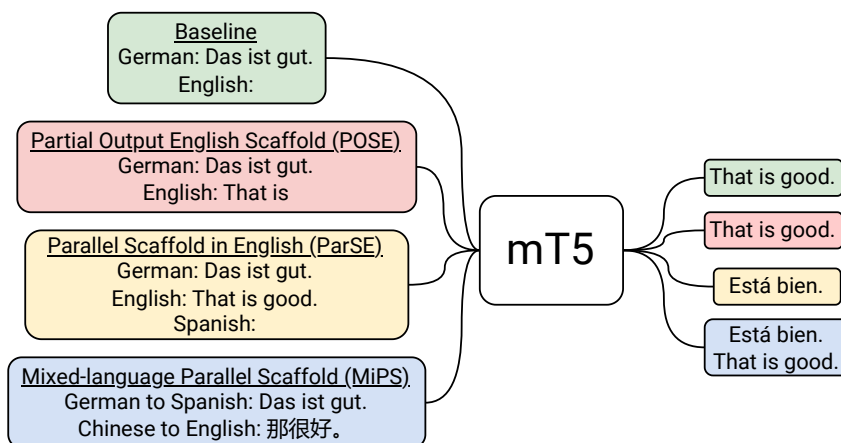 Baseline
German: Das ist gut.
English:
Partial Output English Scaffold (POSE)
German: Das ist gut.
English: That is
Parallel Scaffold in English (ParSE)
German: Das ist gut.
English: That is good.
Spanish:
Mixed-language Parallel Scaffold (MiPS)
German to Spanish: Das ist gut.
Chinese to English: 那很好。
mT5
That is good.
That is good.
Está bien.
Está bien.
That is good.